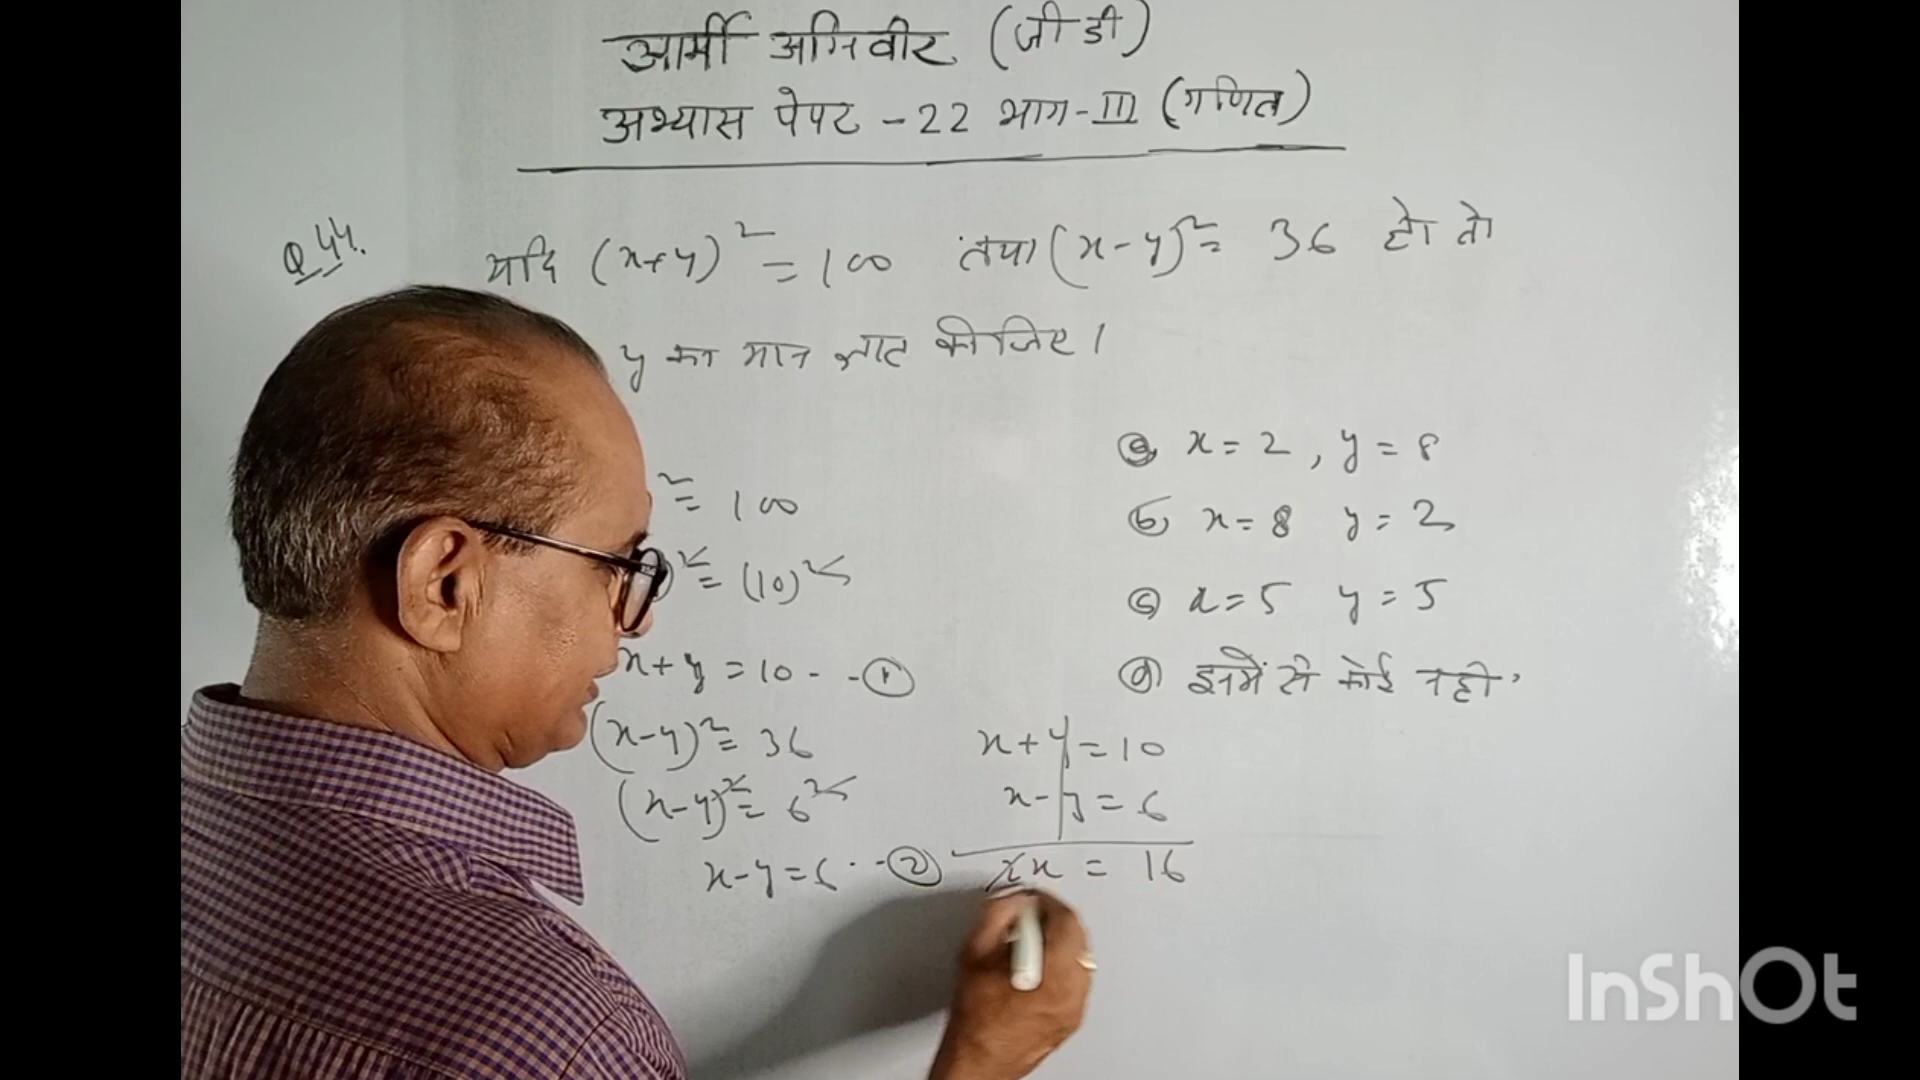 आर्मी अग्निवीर (जी डी)
अभ्यास पेपर - 22 भाग-III (गणित)
Q 44. यदि (x+y)² = 100 तथा (x-y)² = 36 हो तो
y का मान ज्ञात कीजिए।
² = 100
)² = (10)²
x+y = 10 - - ①
(x-y)² = 36
(x-y)² = 6²
x-y = 6 - - ②
ⓐ x = 2, y = 8
ⓑ x = 8 y = 2
ⓒ x = 5 y = 5
ⓓ इनमें से कोई नही.
x+y = 10
x-y = 6
2x = 16
InShOt